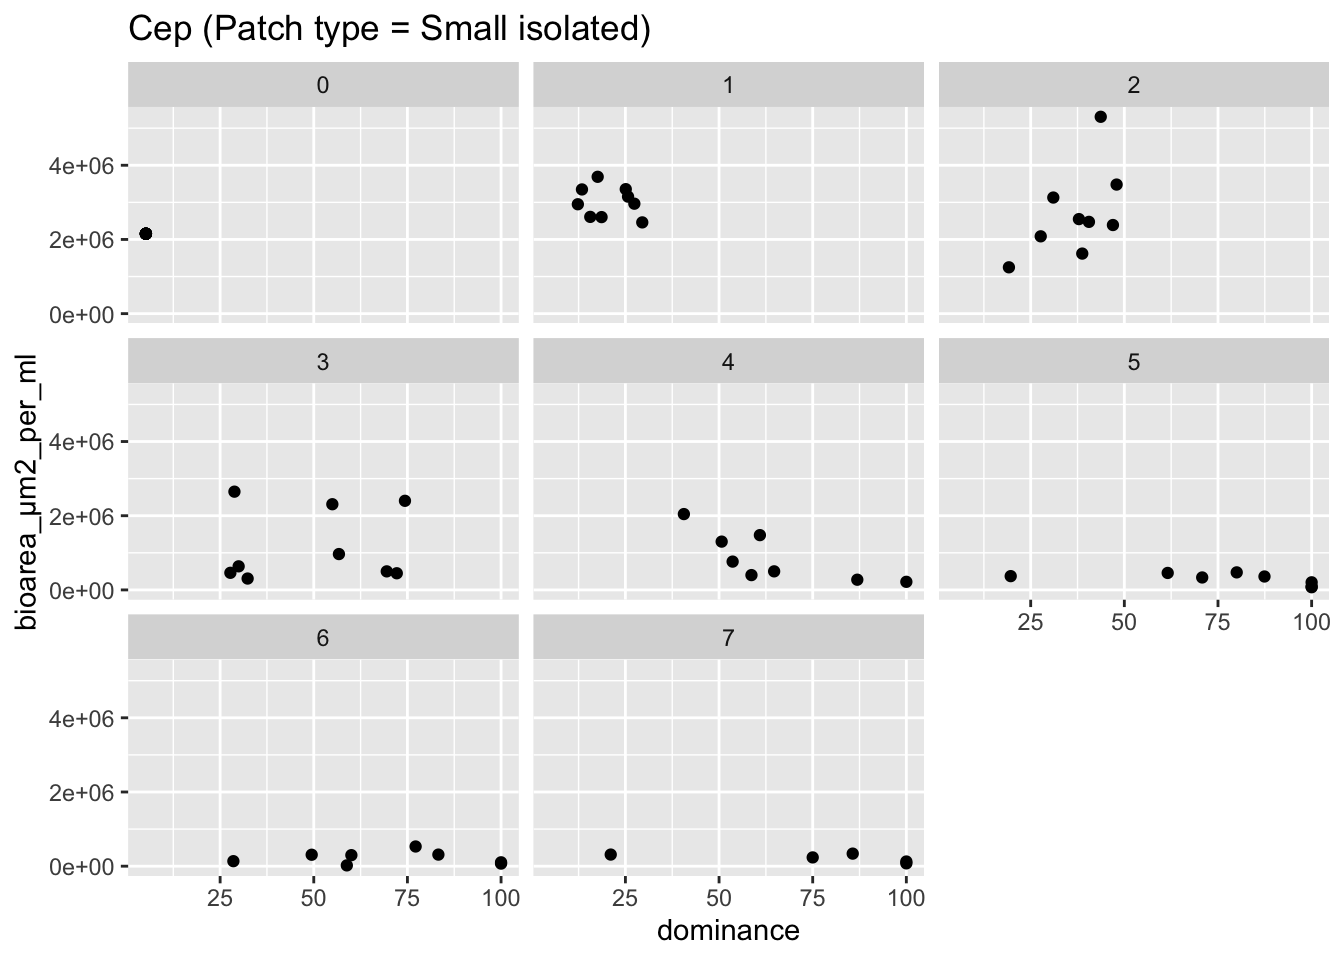 Cep (Patch type = Small isolated)
0 1 2
4e+06
2e+06
0e+00
3 4 5
4e+06
2e+06
0e+00
25 50 75 100
6 7
4e+06
2e+06
0e+00
25 50 75 100 25 50 75 100
dominance
bioarea_µm2_per_ml